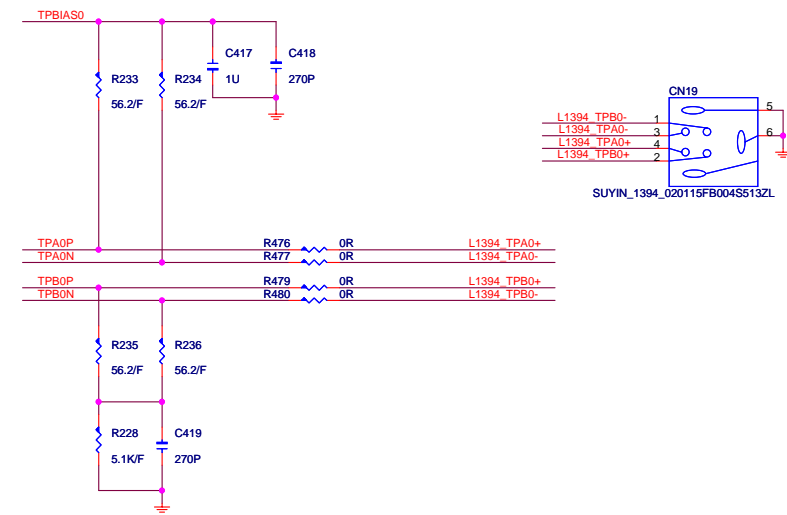 TPBIAS0
R233
56.2/F
R234
56.2/F
C417
1U
C418
270P
CN19
L1394_TPB0- 1
L1394_TPA0- 3
L1394_TPA0+ 4
L1394_TPB0+ 2
5
6
SUYIN_1394_020115FB004S513ZL
TPA0P R476 0R L1394_TPA0+
TPA0N R477 0R L1394_TPA0-
TPB0P R479 0R L1394_TPB0+
TPB0N R480 0R L1394_TPB0-
R235
56.2/F
R236
56.2/F
R228
5.1K/F
C419
270P